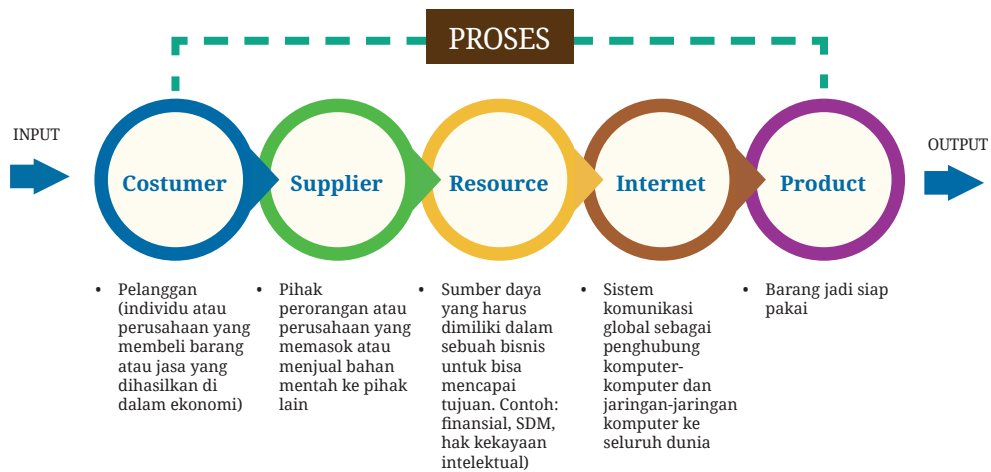 PROSES
INPUT
OUTPUT
Costumer
Supplier
Resource
Internet
Product
• Pelanggan
(individu atau
perusahaan yang
membeli barang
atau jasa yang
dihasilkan di
dalam ekonomi)
• Pihak
perorangan atau
perusahaan yang
memasok atau
menjual bahan
mentah ke pihak
lain
• Sumber daya
yang harus
dimiliki dalam
sebuah bisnis
untuk bisa
mencapai
tujuan. Contoh:
finansial, SDM,
hak kekayaan
intelektual)
• Sistem
komunikasi
global sebagai
penghubung
komputer-
komputer dan
jaringan-jaringan
komputer ke
seluruh dunia
• Barang jadi siap
pakai